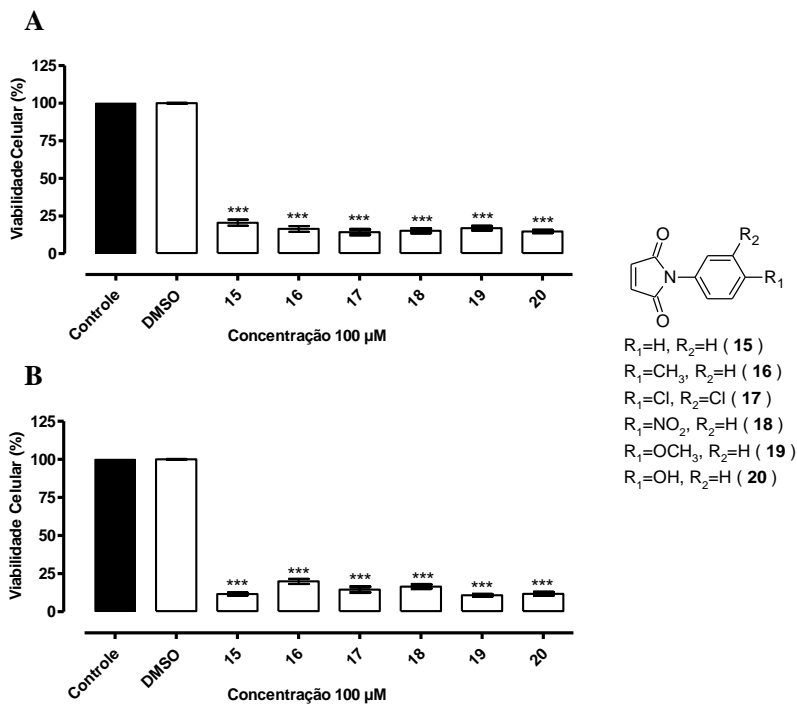 A
ViabilidadeCelular (%)
125
100
75
50
25
0
***
***
***
***
***
***
Controle
DMSO
15
16
17
18
19
20
Concentração 100 µM
B
Viabilidade Celular (%)
125
100
75
50
25
0
***
***
***
***
***
***
Controle
DMSO
15
16
17
18
19
20
Concentração 100 µM
O
R₂
N
R₁
O
R₁=H, R₂=H ( 15 )
R₁=CH₃, R₂=H ( 16 )
R₁=Cl, R₂=Cl ( 17 )
R₁=NO₂, R₂=H ( 18 )
R₁=OCH₃, R₂=H ( 19 )
R₁=OH, R₂=H ( 20 )